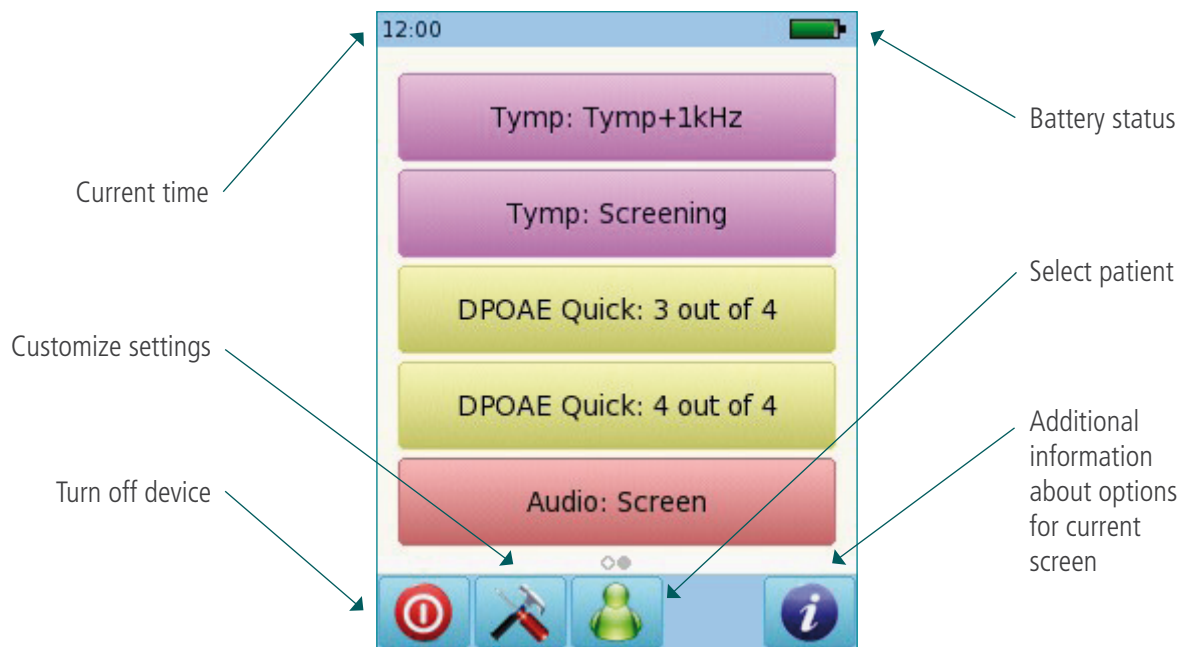 12:00
Tymp: Tymp+1kHz
Battery status
Current time
Tymp: Screening
Select patient
DPOAE Quick: 3 out of 4
Customize settings
DPOAE Quick: 4 out of 4
Additional
information
about options
for current
screen
Turn off device
Audio: Screen